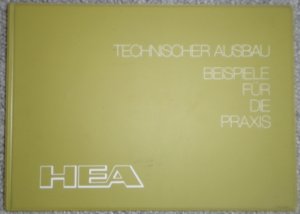 TECHNISCHER AUSBAU
BEISPIELE
FÜR
DIE
PRAXIS
HEA